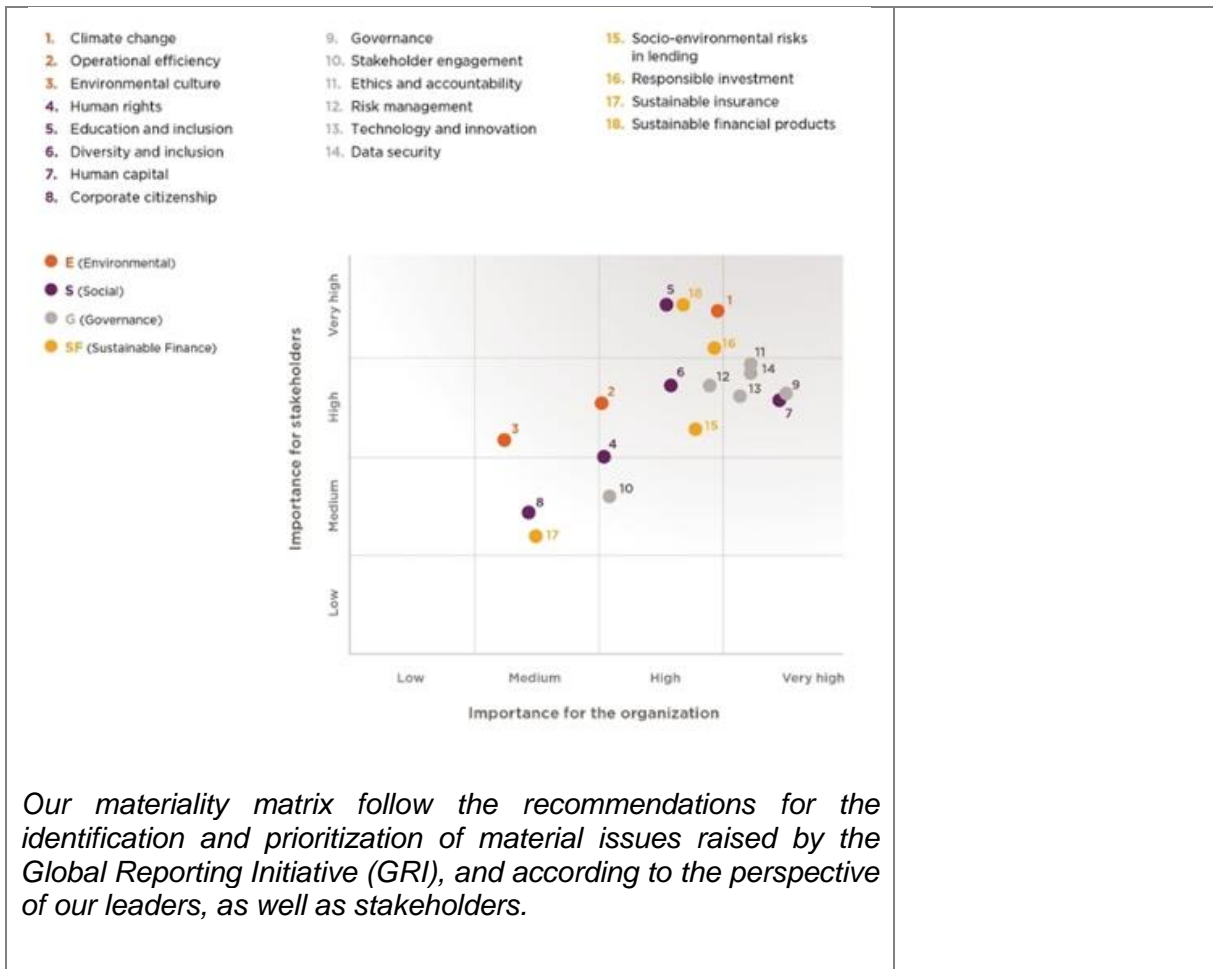 1. Climate change
2. Operational efficiency
3. Environmental culture
4. Human rights
5. Education and inclusion
6. Diversity and inclusion
7. Human capital
8. Corporate citizenship
9. Governance
10. Stakeholder engagement
11. Ethics and accountability
12. Risk management
13. Technology and innovation
14. Data security
15. Socio-environmental risks
in lending
16. Responsible investment
17. Sustainable insurance
18. Sustainable financial products
E (Environmental)
S (Social)
G (Governance)
SF (Sustainable Finance)
Importance for stakeholders
Very high
High
Medium
Low
5
18
1
16
11
14
6
12
13
9
7
2
15
3
4
10
8
17
Low
Medium
High
Very high
Importance for the organization
Our materiality matrix follow the recommendations for the
identification and prioritization of material issues raised by the
Global Reporting Initiative (GRI), and according to the perspective
of our leaders, as well as stakeholders.